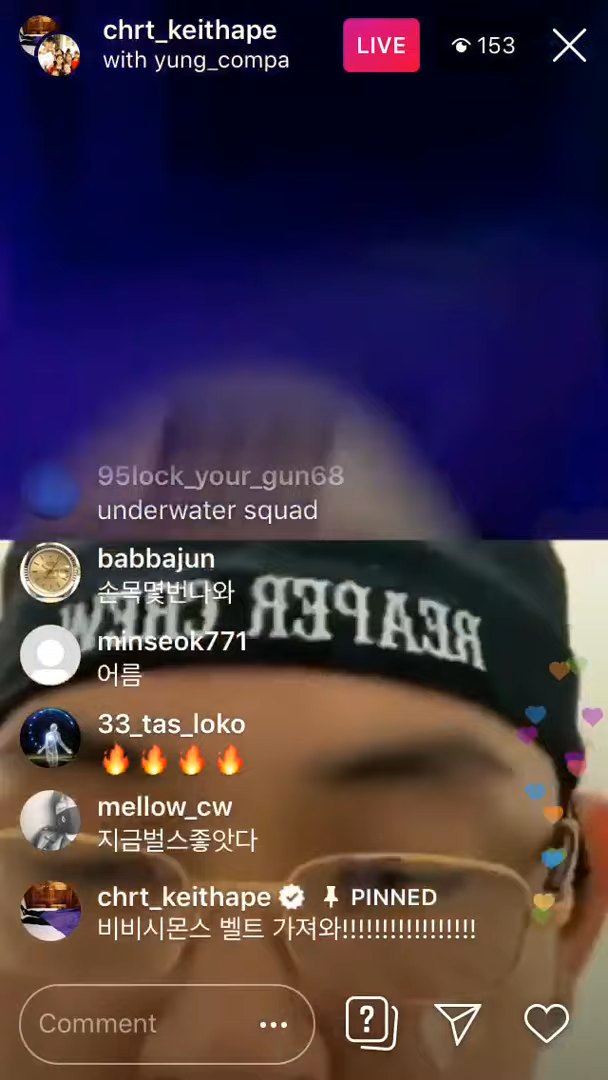 chrt_keithape
with yung_compa
LIVE
153
95lock_your_gun68
underwater squad
babbajun
손목몇번나와
REAPER CREW
minseok771
어름
33_tas_loko
🔥 🔥 🔥 🔥
mellow_cw
지금벌스좋앗다
chrt_keithape PINNED
비비시몬스 벨트 가져와!!!!!!!!!!!!!!!!!
Comment